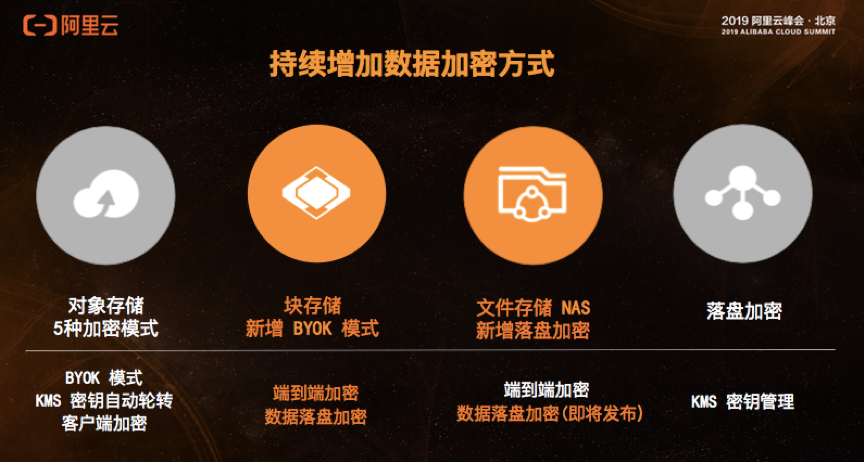 阿里云
2019 阿里云峰会·北京
2019 ALIBABA CLOUD SUMMIT
持续增加数据加密方式
对象存储
5种加密模式
块存储
新增 BYOK 模式
文件存储 NAS
新增落盘加密
落盘加密
BYOK 模式
KMS 密钥自动轮转
客户端加密
端到端加密
数据落盘加密
端到端加密
数据落盘加密(即将发布)
KMS 密钥管理